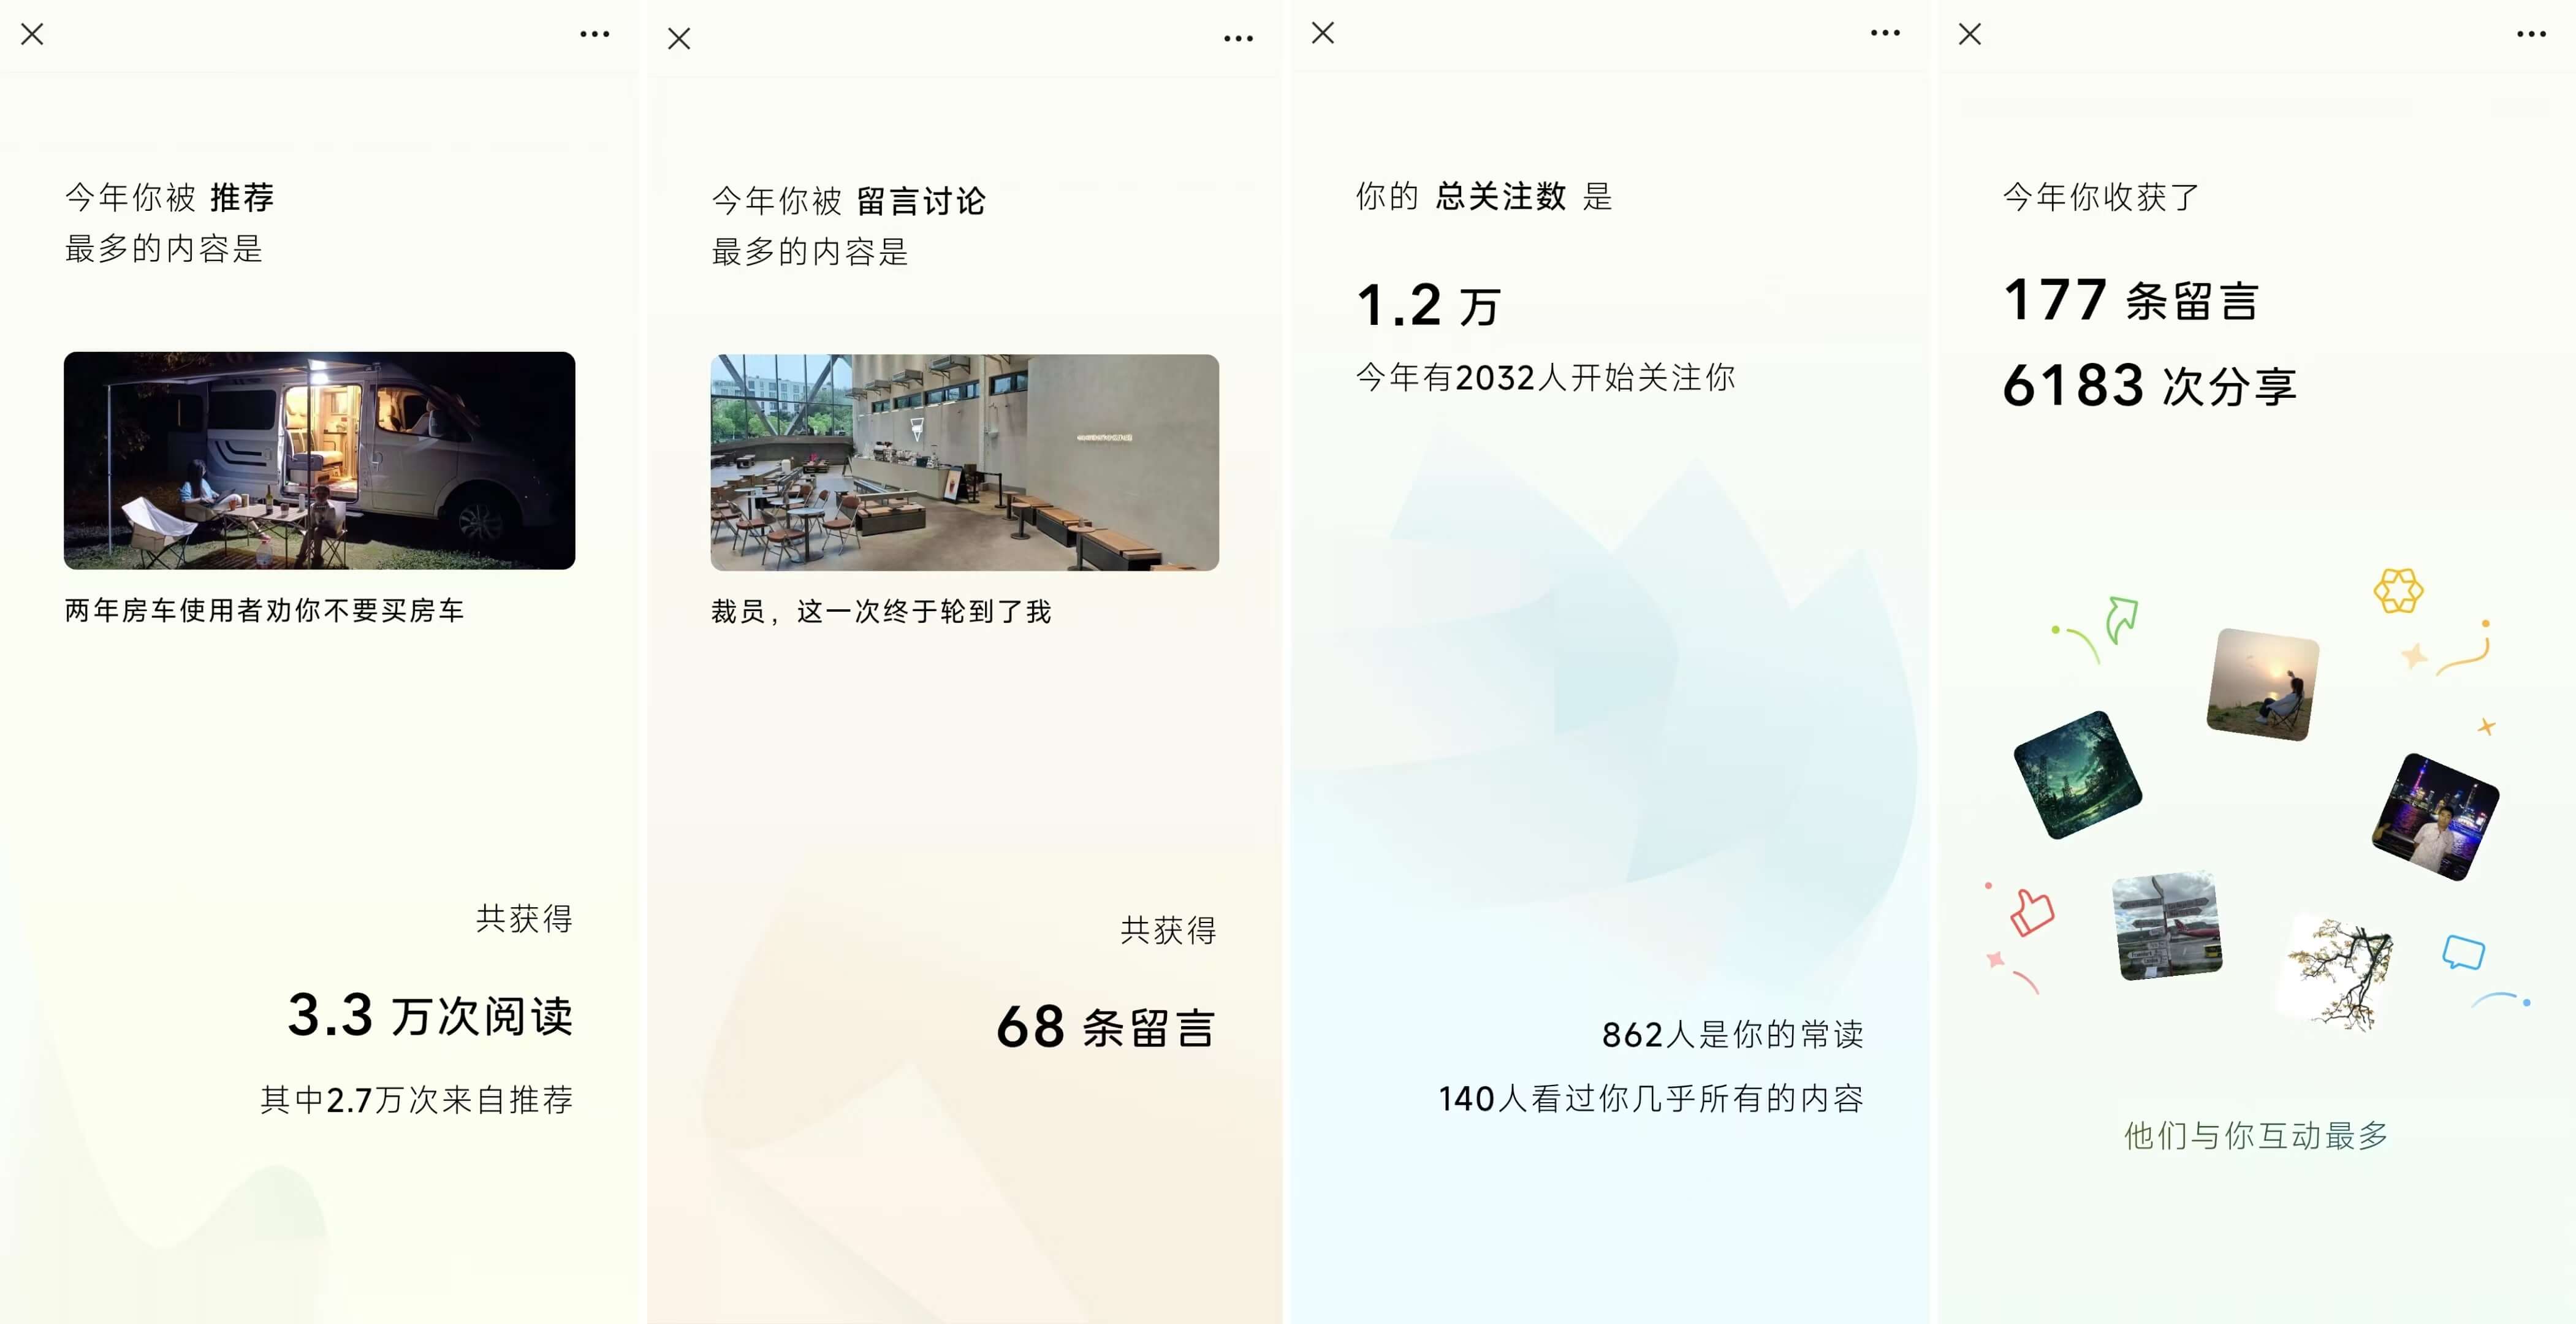 今年你被 推荐
最多的内容是
两年房车使用者劝你不要买房车
共获得
3.3 万次阅读
其中2.7万次来自推荐
今年你被 留言讨论
最多的内容是
裁员，这一次终于轮到了我
共获得
68 条留言
你的 总关注数 是
1.2 万
今年有2032人开始关注你
862人是你的常读
140人看过你几乎所有的内容
今年你收获了
177 条留言
6183 次分享
他们与你互动最多